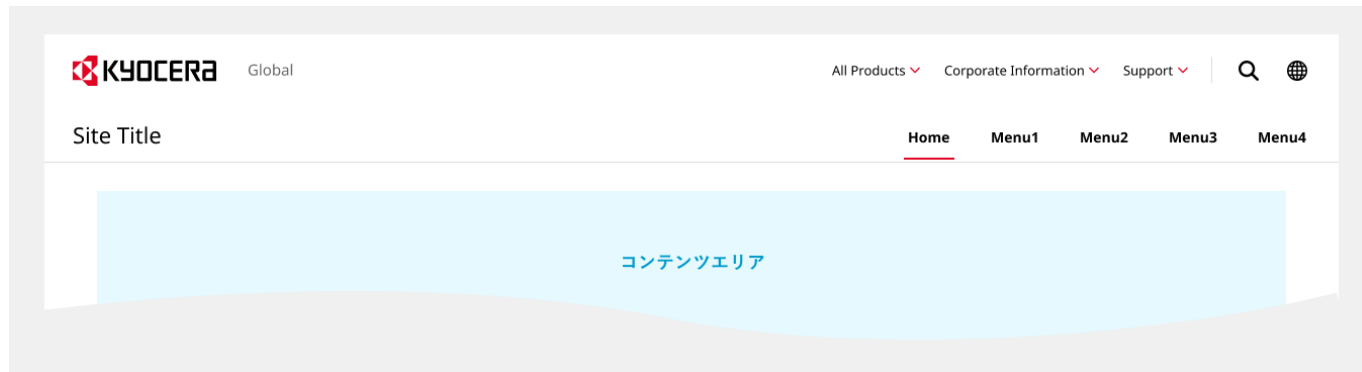 KYOCERA Global All Products Corporate Information Support
Site Title Home Menu1 Menu2 Menu3 Menu4
コンテンツエリア